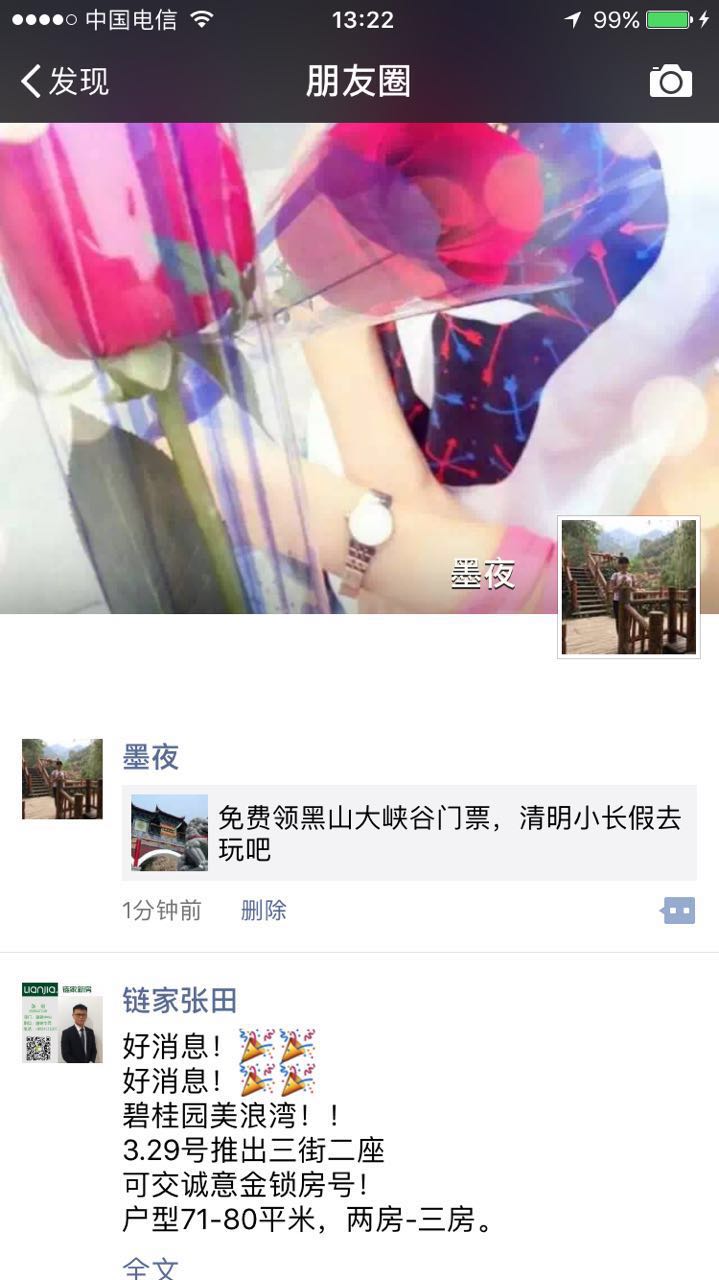 中国电信
13:22
99%
发现
朋友圈
墨夜
墨夜
免费领黑山大峡谷门票，清明小长假去
玩吧
1分钟前
删除
Lianjia. 链家新房
链家张田
好消息！🎉🎉
好消息！🎉🎉
碧桂园美浪湾！！
3.29号推出三街二座
可交诚意金锁房号！
户型71-80平米，两房-三房。
全文